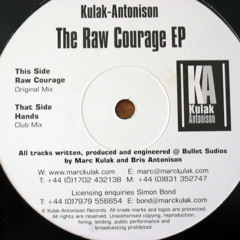 Kulak-Antonison
The Raw Courage EP
This Side
Raw Courage
Original Mix
That Side
Hands
Club Mix
KA
Kulak
Antonison
All tracks written, produced and engineered @ Bullet Sudios
by Marc Kulak and Bris Antonison
W: www.marckulak.com E: marc@marckulak.com
T: +44 (0)1702 432138 M: +44 (0)831 352747
Licensing enquiries Simon Bond
T: +44 (0)7979 556654 E: bond@marckulak.com
℗ Kulak Antonison Records. All trade marks and logos are protected.
All rights reserved. Unauthorised copying, reproduction,
hiring, lending, public performance and
broadcasting prohibited.